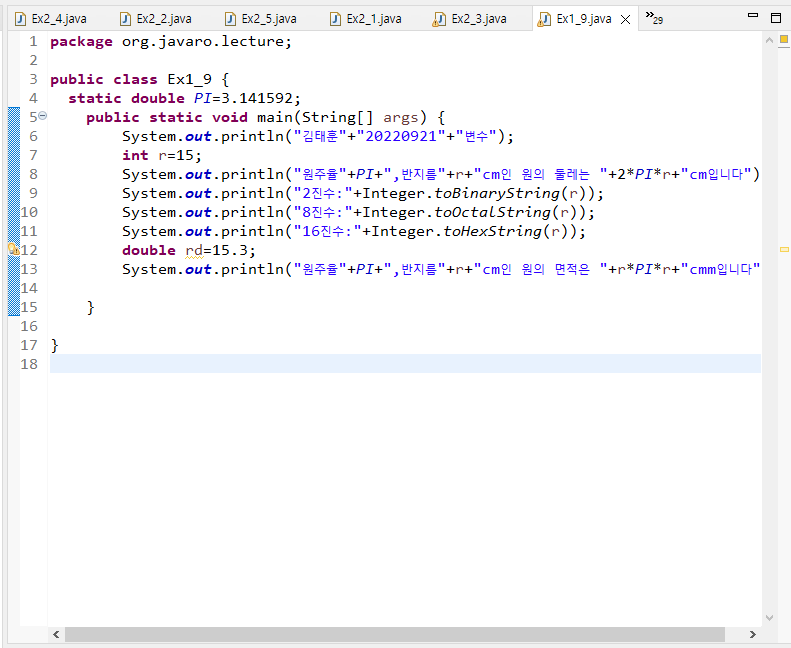 Ex2_4.java Ex2_2.java Ex2_5.java Ex2_1.java Ex2_3.java Ex1_9.java »29
1 package org.javaro.lecture;
2
3 public class Ex1_9 {
4 static double PI=3.141592;
5 public static void main(String[] args) {
6 System.out.println("김태훈"+"20220921"+"변수");
7 int r=15;
8 System.out.println("원주율"+PI+",반지름"+r+"cm인 원의 둘레는 "+2*PI*r+"cm입니다")
9 System.out.println("2진수:"+Integer.toBinaryString(r));
10 System.out.println("8진수:"+Integer.toOctalString(r));
11 System.out.println("16진수:"+Integer.toHexString(r));
12 double rd=15.3;
13 System.out.println("원주율"+PI+",반지름"+r+"cm인 원의 면적은 "+r*PI*r+"cmm입니다"
14
15 }
16
17 }
18